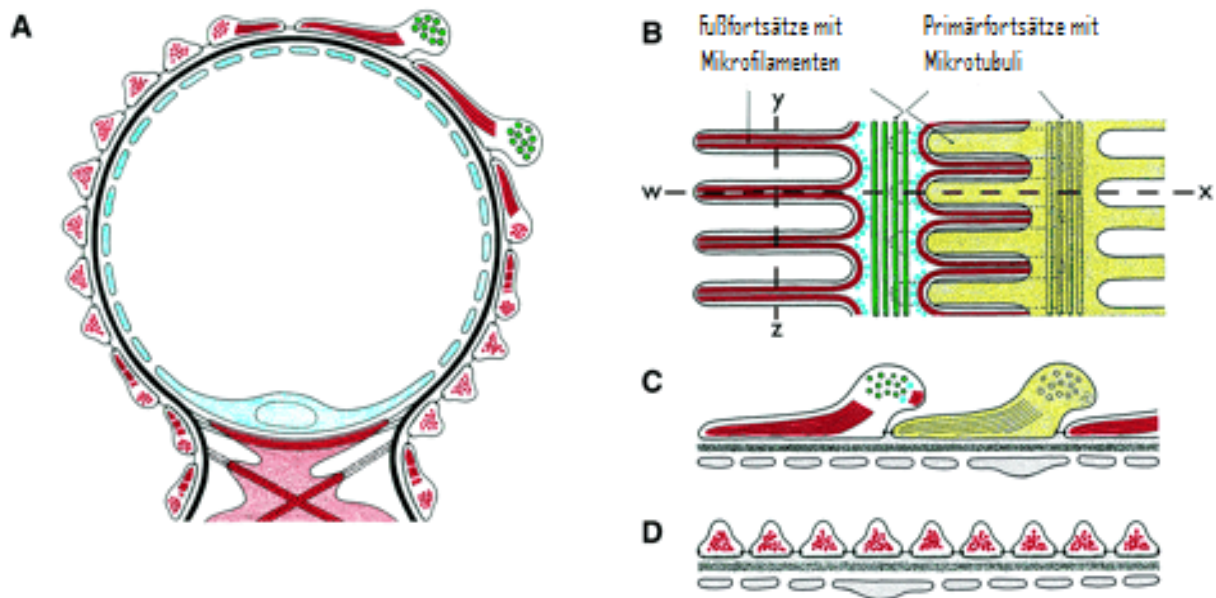 A
B
Fußfortsätze mit
Mikrofilamenten
Primärfortsätze mit
Mikrotubuli
y
w
x
z
C
D